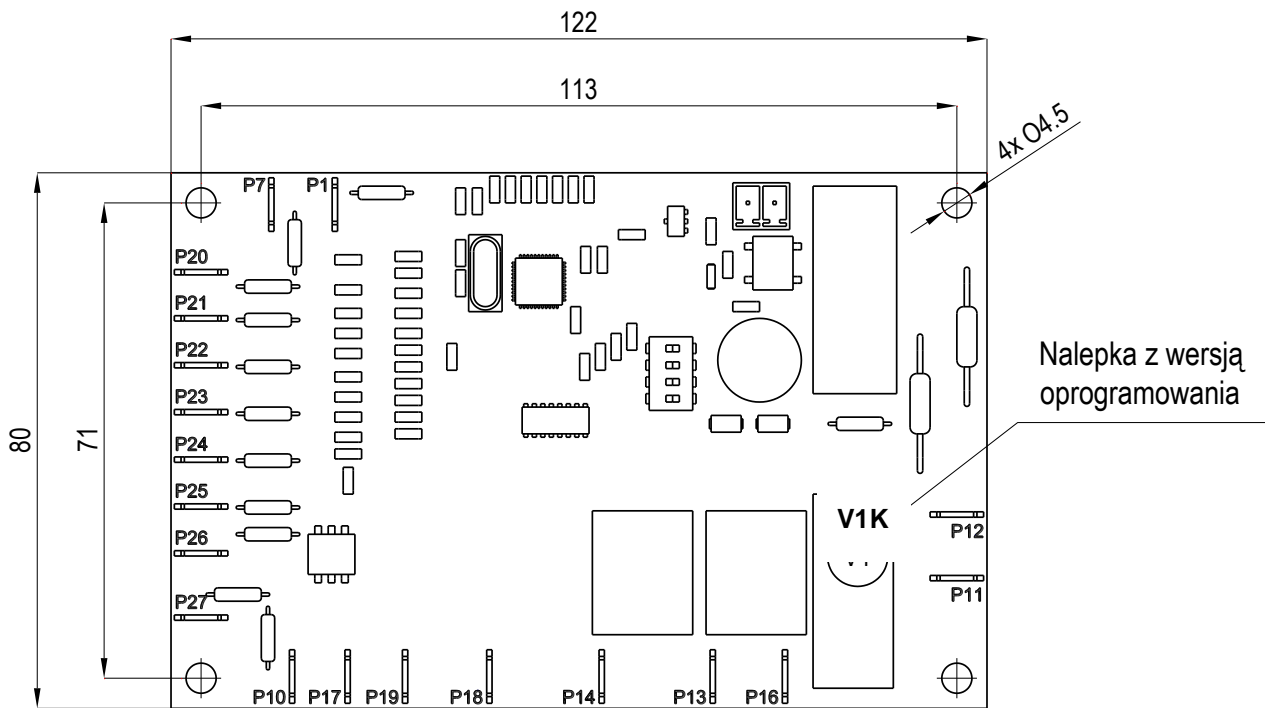 122
113
4x O4.5
P7
P1
P20
P21
P22
P23
P24
P25
P26
P27
80
71
Nalepka z wersją
oprogramowania
V1K
P12
P11
P10
P17
P19
P18
P14
P13
P16